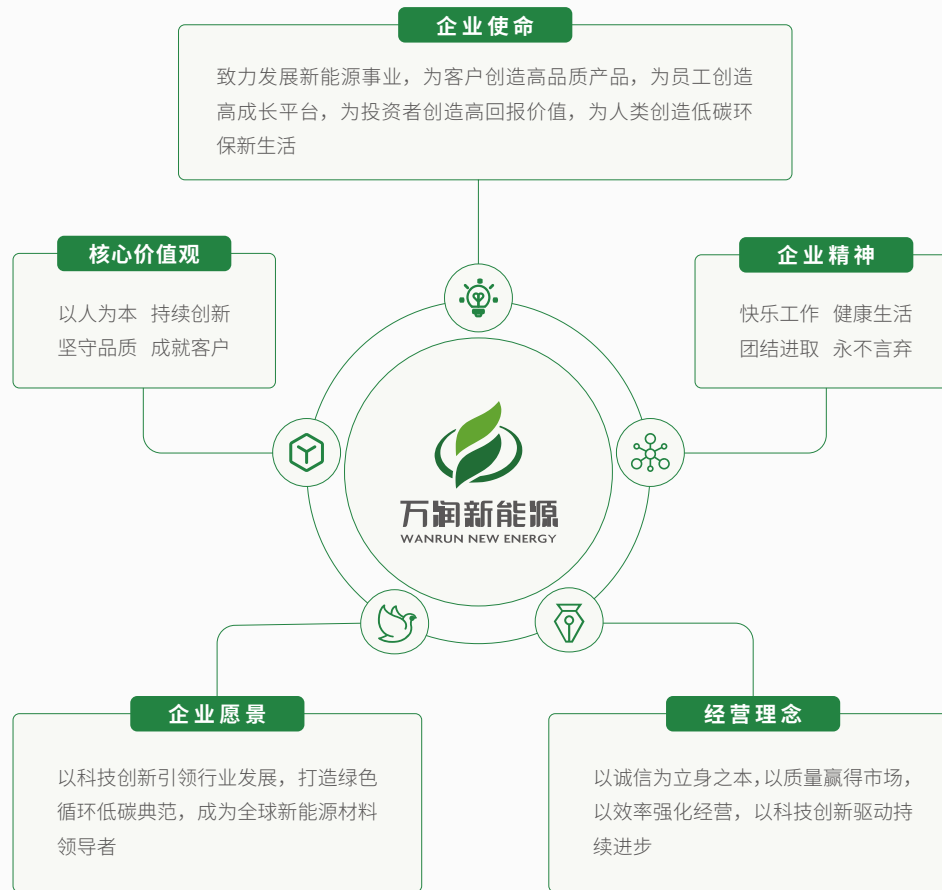 企业使命
致力发展新能源事业，为客户创造高品质产品，为员工创造
高成长平台，为投资者创造高回报价值，为人类创造低碳环
保新生活
核心价值观
以人为本 持续创新
坚守品质 成就客户
企业精神
快乐工作 健康生活
团结进取 永不言弃
万润新能源
WANRUN NEW ENERGY
企业愿景
以科技创新引领行业发展，打造绿色
循环低碳典范，成为全球新能源材料
领导者
经营理念
以诚信为立身之本，以质量赢得市场，
以效率强化经营，以科技创新驱动持
续进步